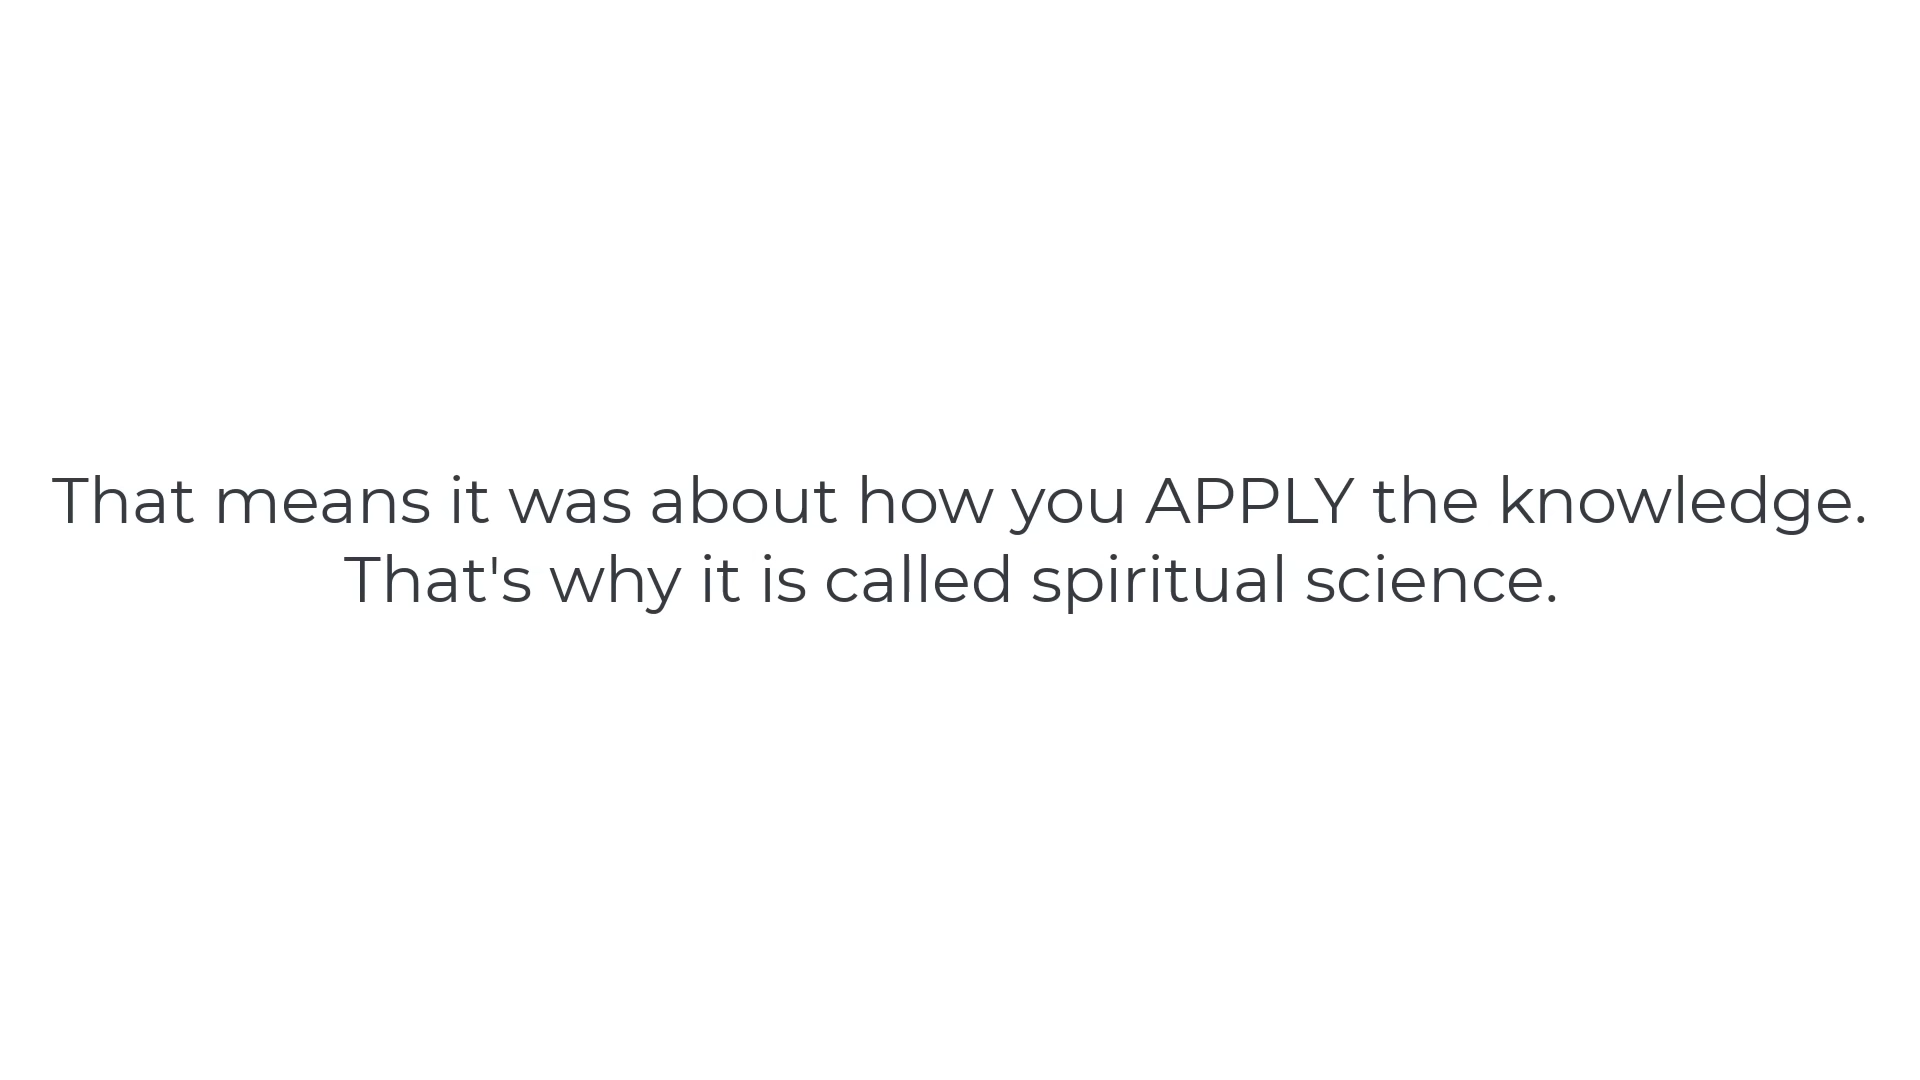 That means it was about how you APPLY the knowledge.
That's why it is called spiritual science.